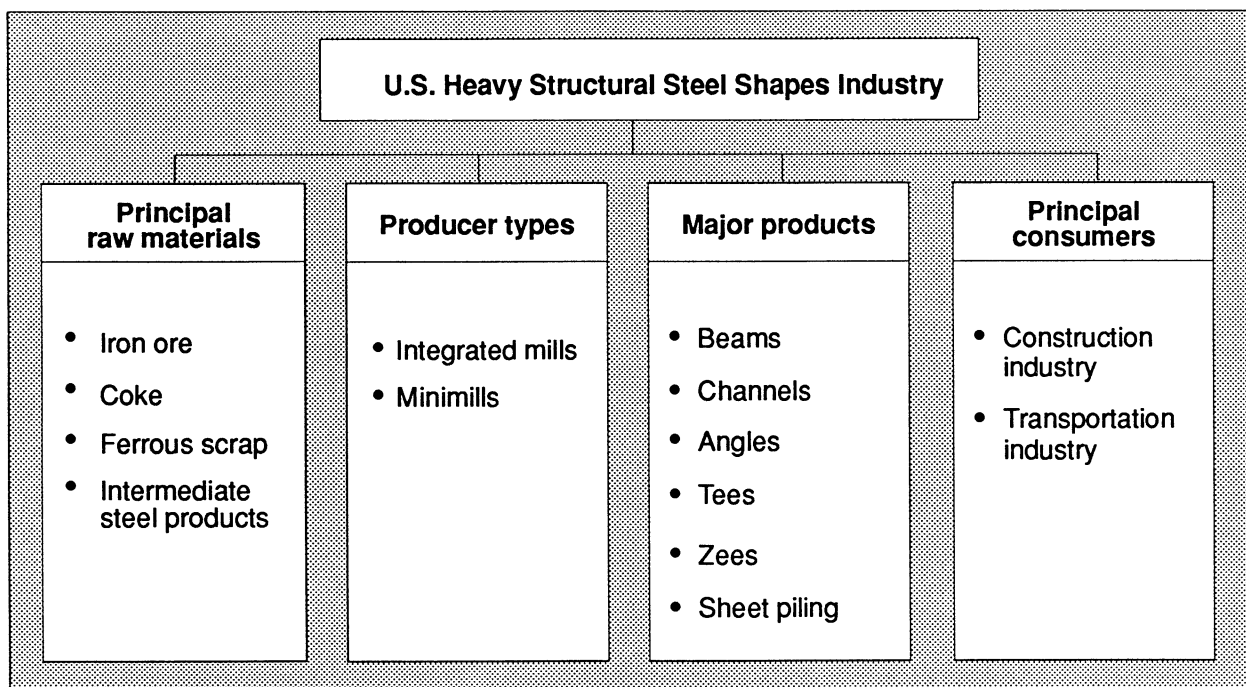 U.S. Heavy Structural Steel Shapes Industry
Principal
raw materials
• Iron ore
• Coke
• Ferrous scrap
• Intermediate
steel products
Producer types
• Integrated mills
• Minimills
Major products
• Beams
• Channels
• Angles
• Tees
• Zees
• Sheet piling
Principal
consumers
• Construction
industry
• Transportation
industry